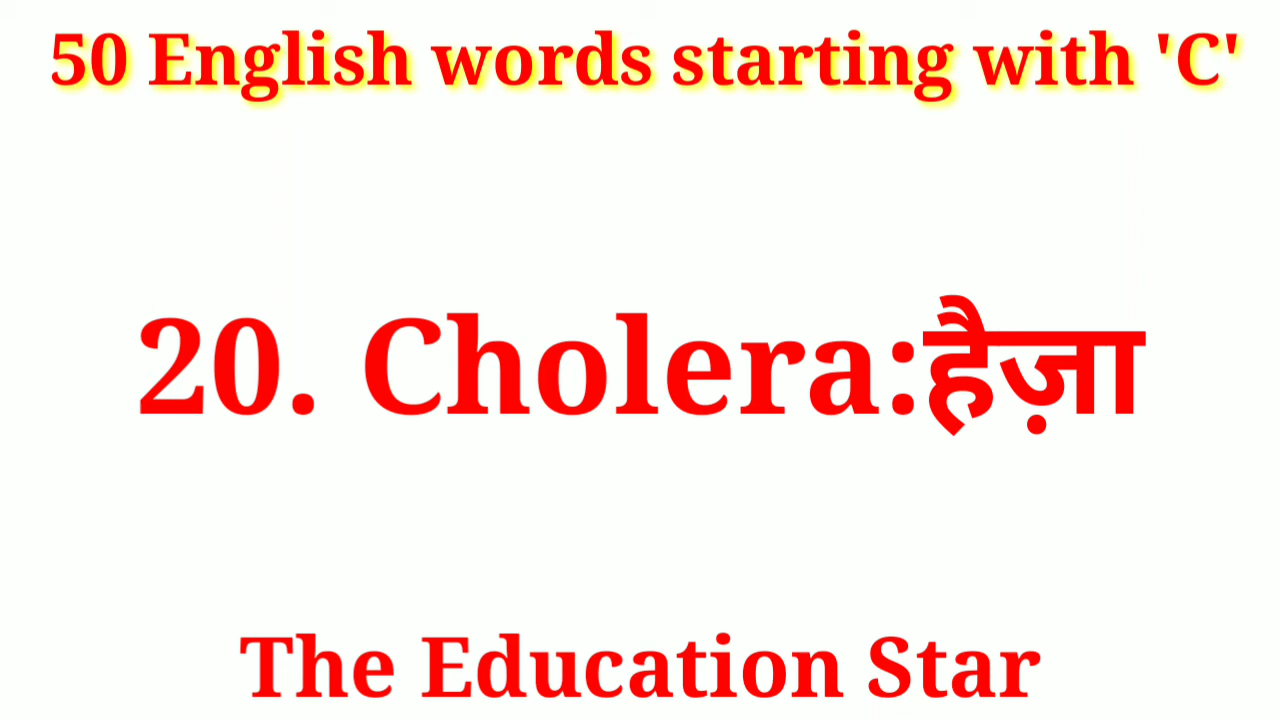 50 English words starting with 'C'
20. Cholera:हैज़ा
The Education Star